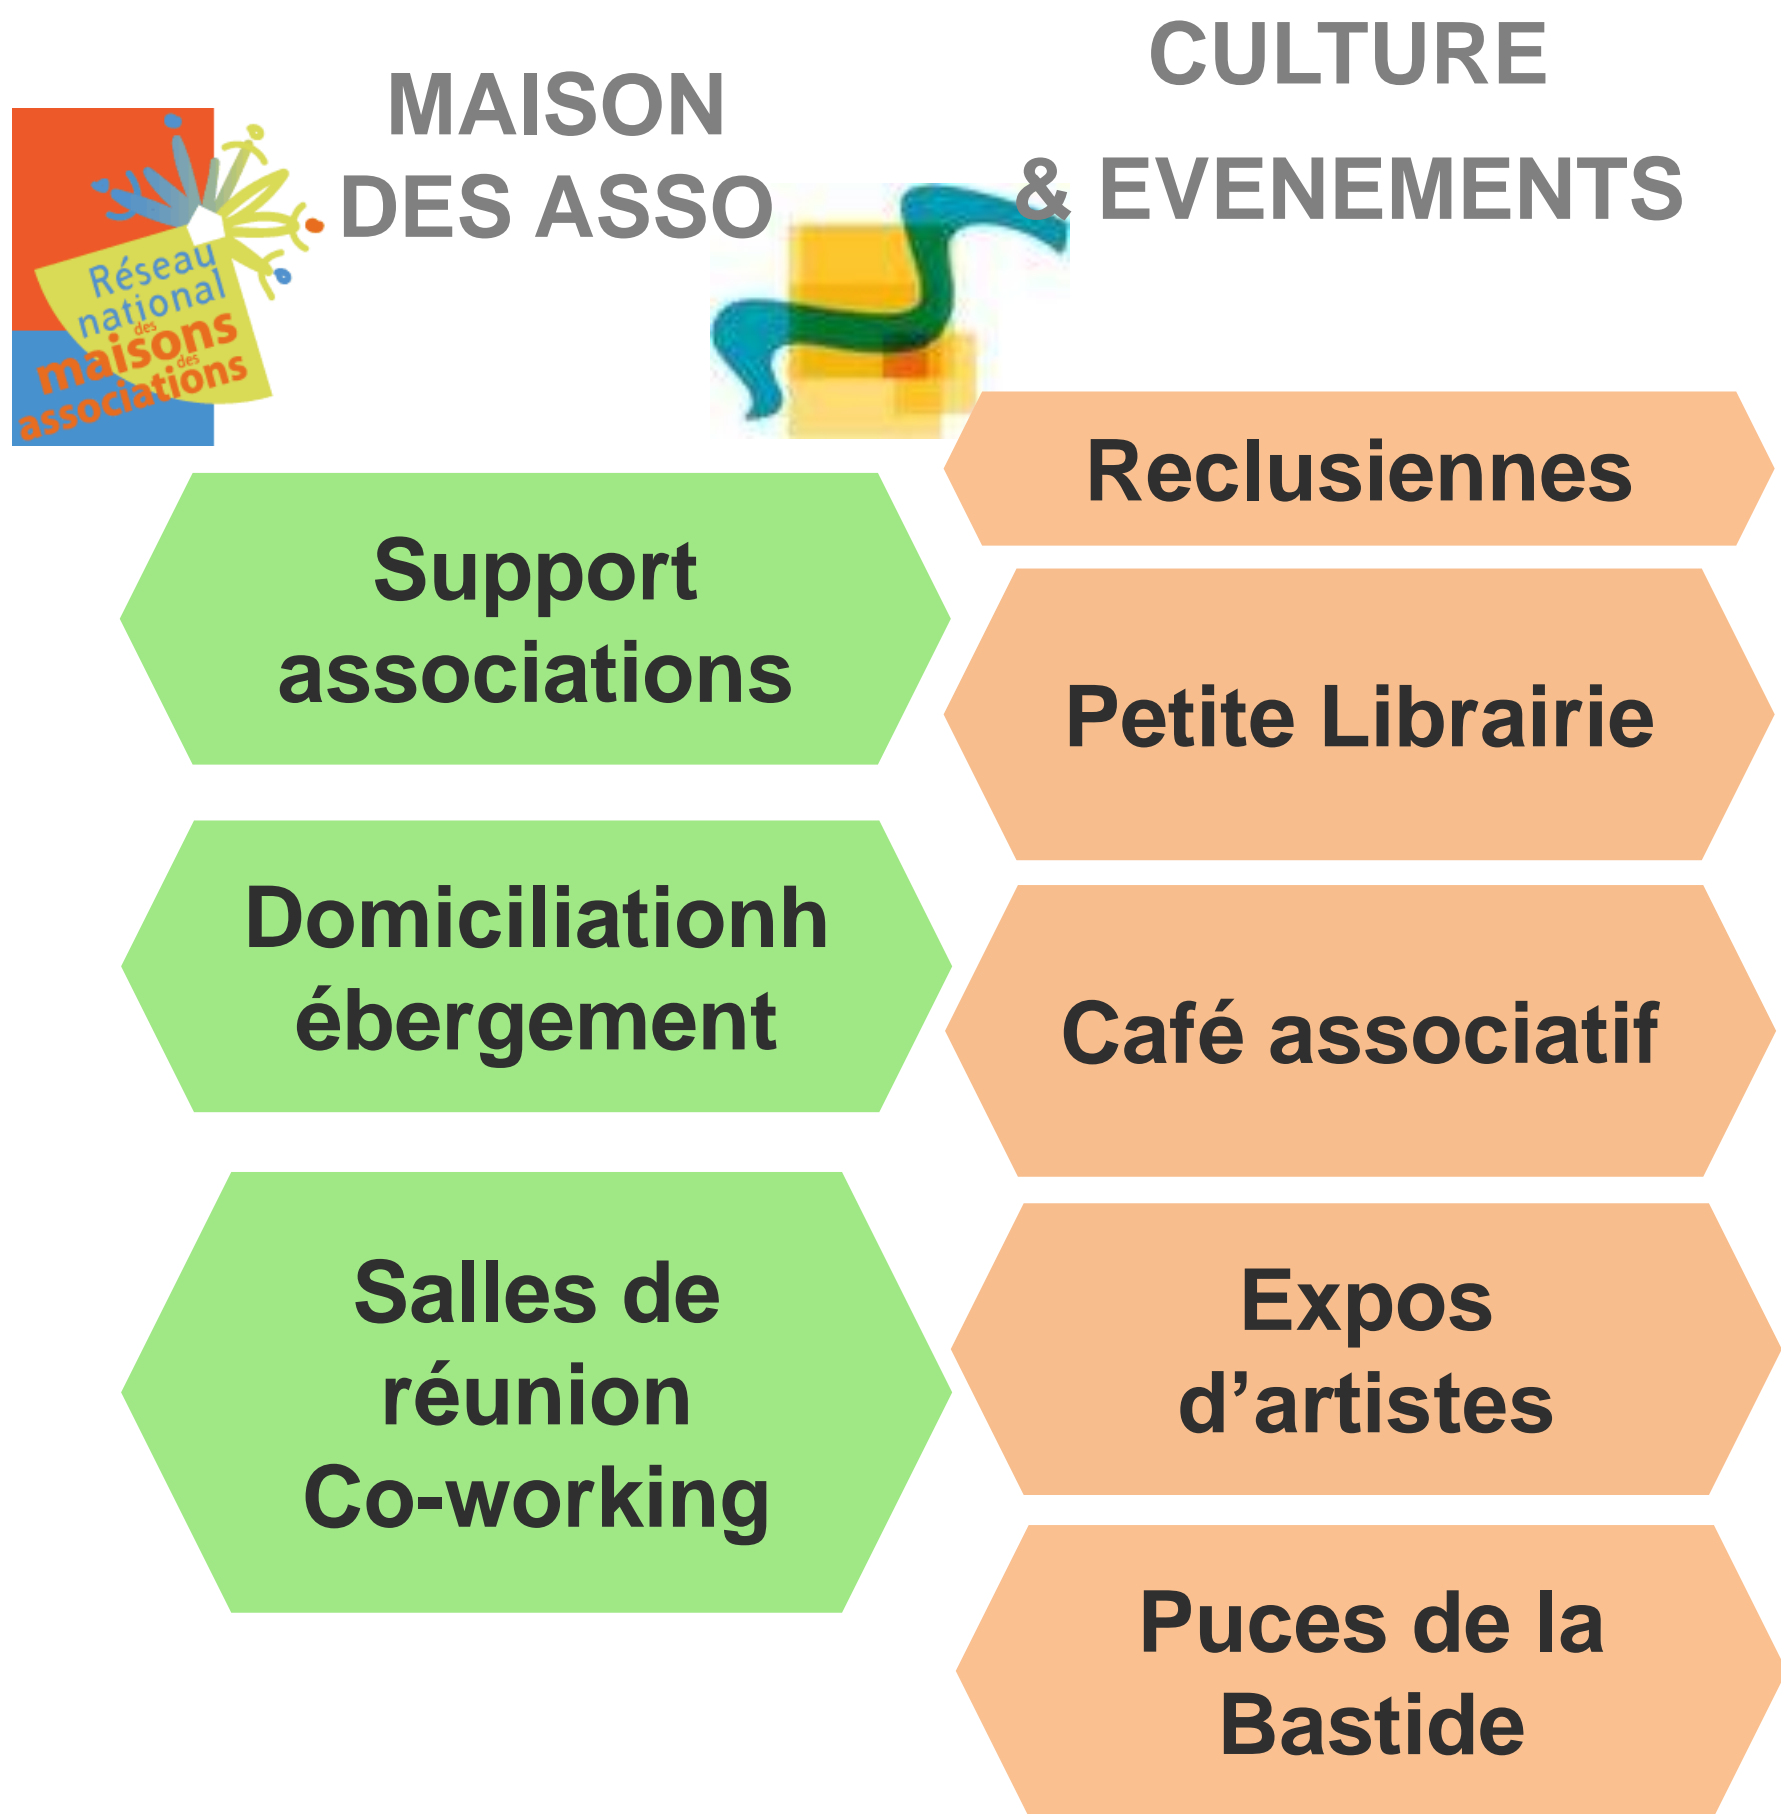 MAISON
DES ASSO
Réseau
national
des
maisons
des
associations
Support
associations
Domiciliationh
ébergement
Salles de
réunion
Co-working
CULTURE
& EVENEMENTS
Reclusiennes
Petite Librairie
Café associatif
Expos
d’artistes
Puces de la
Bastide